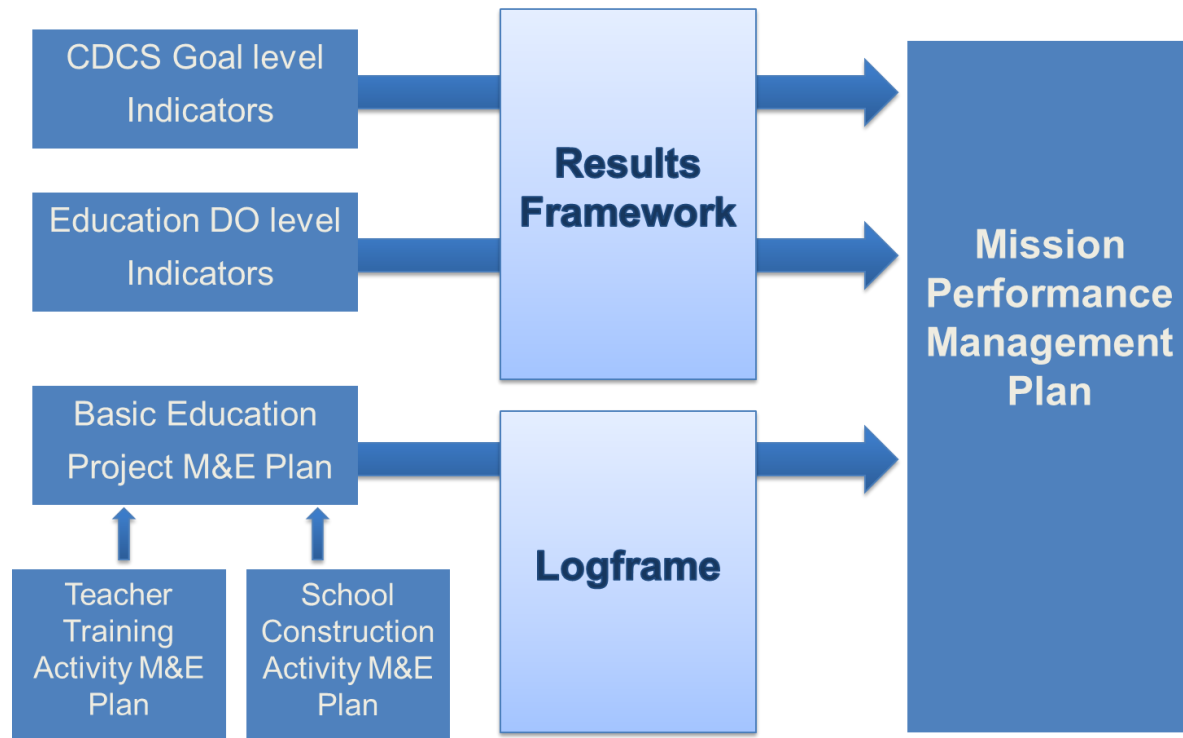 CDCS Goal level
Indicators
Education DO level
Indicators
Basic Education
Project M&E Plan
Teacher
Training
Activity M&E
Plan
School
Construction
Activity M&E
Plan
Results
Framework
Logframe
Mission
Performance
Management
Plan